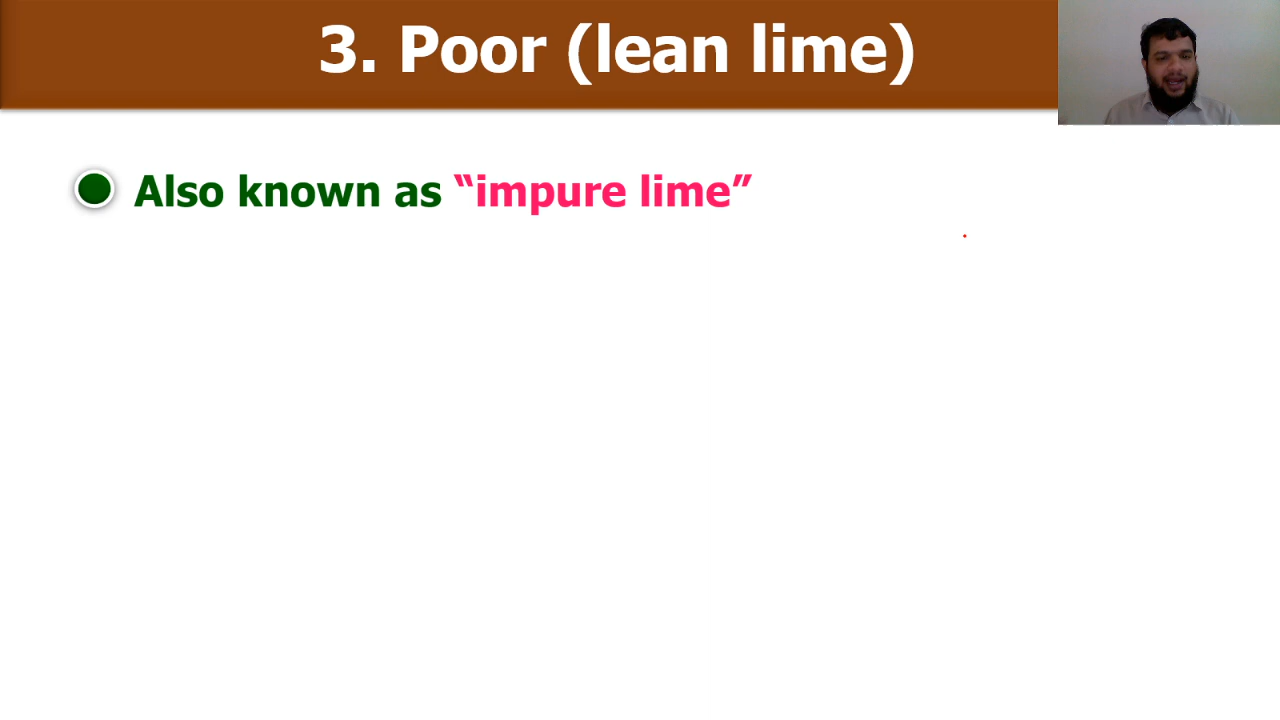 3. Poor (lean lime)
Also known as “impure lime”